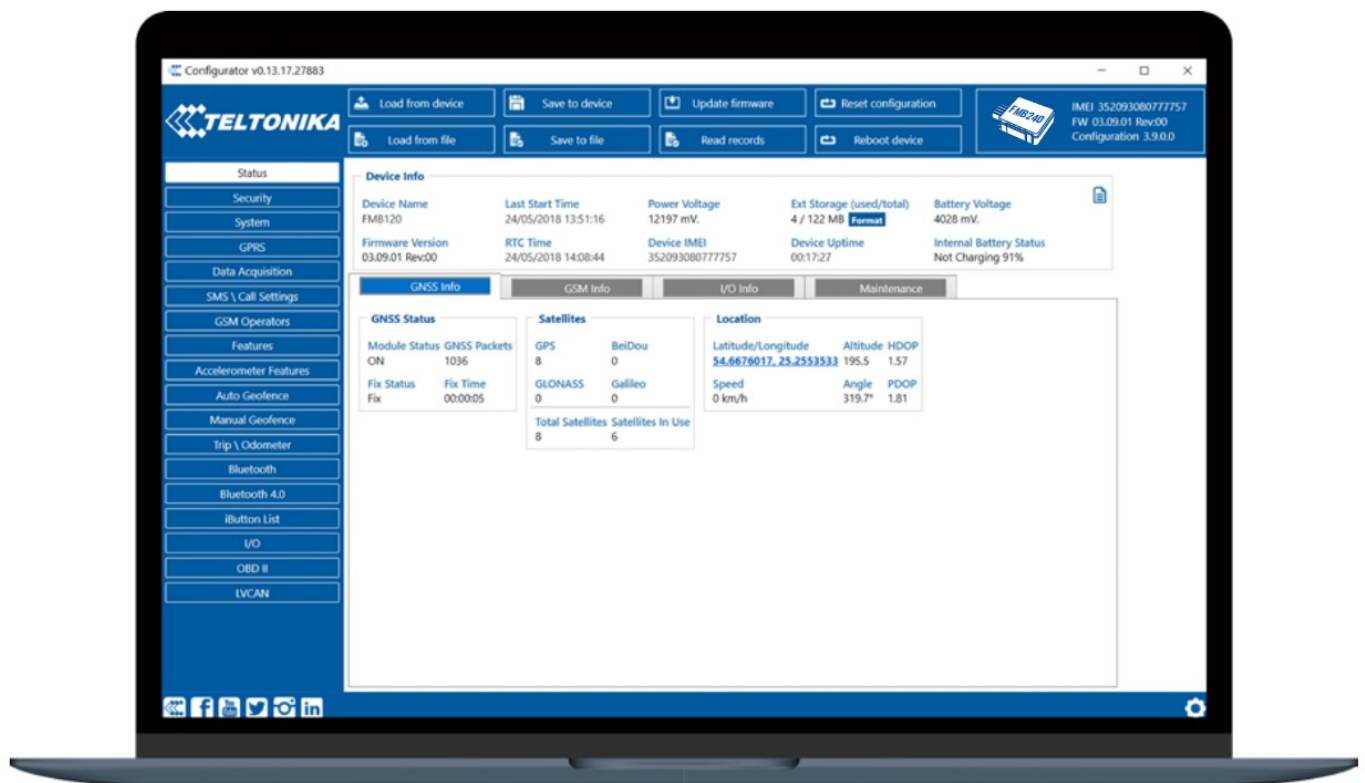 Configurator v0.13.17.27883
TELTONIKA
Load from device Save to device Update firmware Reset configuration
Load from file Save to file Read records Reboot device
FMB240
IMEI 352093080777757
FW 03.09.01 Rev:00
Configuration 3.9.0.0
Status
Security
System
GPRS
Data Acquisition
SMS \ Call Settings
GSM Operators
Features
Accelerometer Features
Auto Geofence
Manual Geofence
Trip \ Odometer
Bluetooth
Bluetooth 4.0
iButton List
I/O
OBD II
LVCAN
Device Info
Device Name Last Start Time Power Voltage Ext Storage (used/total) Battery Voltage
FMB120 24/05/2018 13:51:16 12197 mV. 4 / 122 MB Format 4028 mV.
Firmware Version RTC Time Device IMEI Device Uptime Internal Battery Status
03.09.01 Rev:00 24/05/2018 14:08:44 352093080777757 00:17:27 Not Charging 91%
GNSS Info GSM Info I/O Info Maintenance
GNSS Status
Module Status GNSS Packets
ON 1036
Fix Status Fix Time
Fix 00:00:05
Satellites
GPS BeiDou
8 0
GLONASS Galileo
0 0
Total Satellites Satellites In Use
8 6
Location
Latitude/Longitude Altitude HDOP
54.6676017, 25.2553533 195.5 1.57
Speed Angle PDOP
0 km/h 319.7° 1.81
f You Tube in